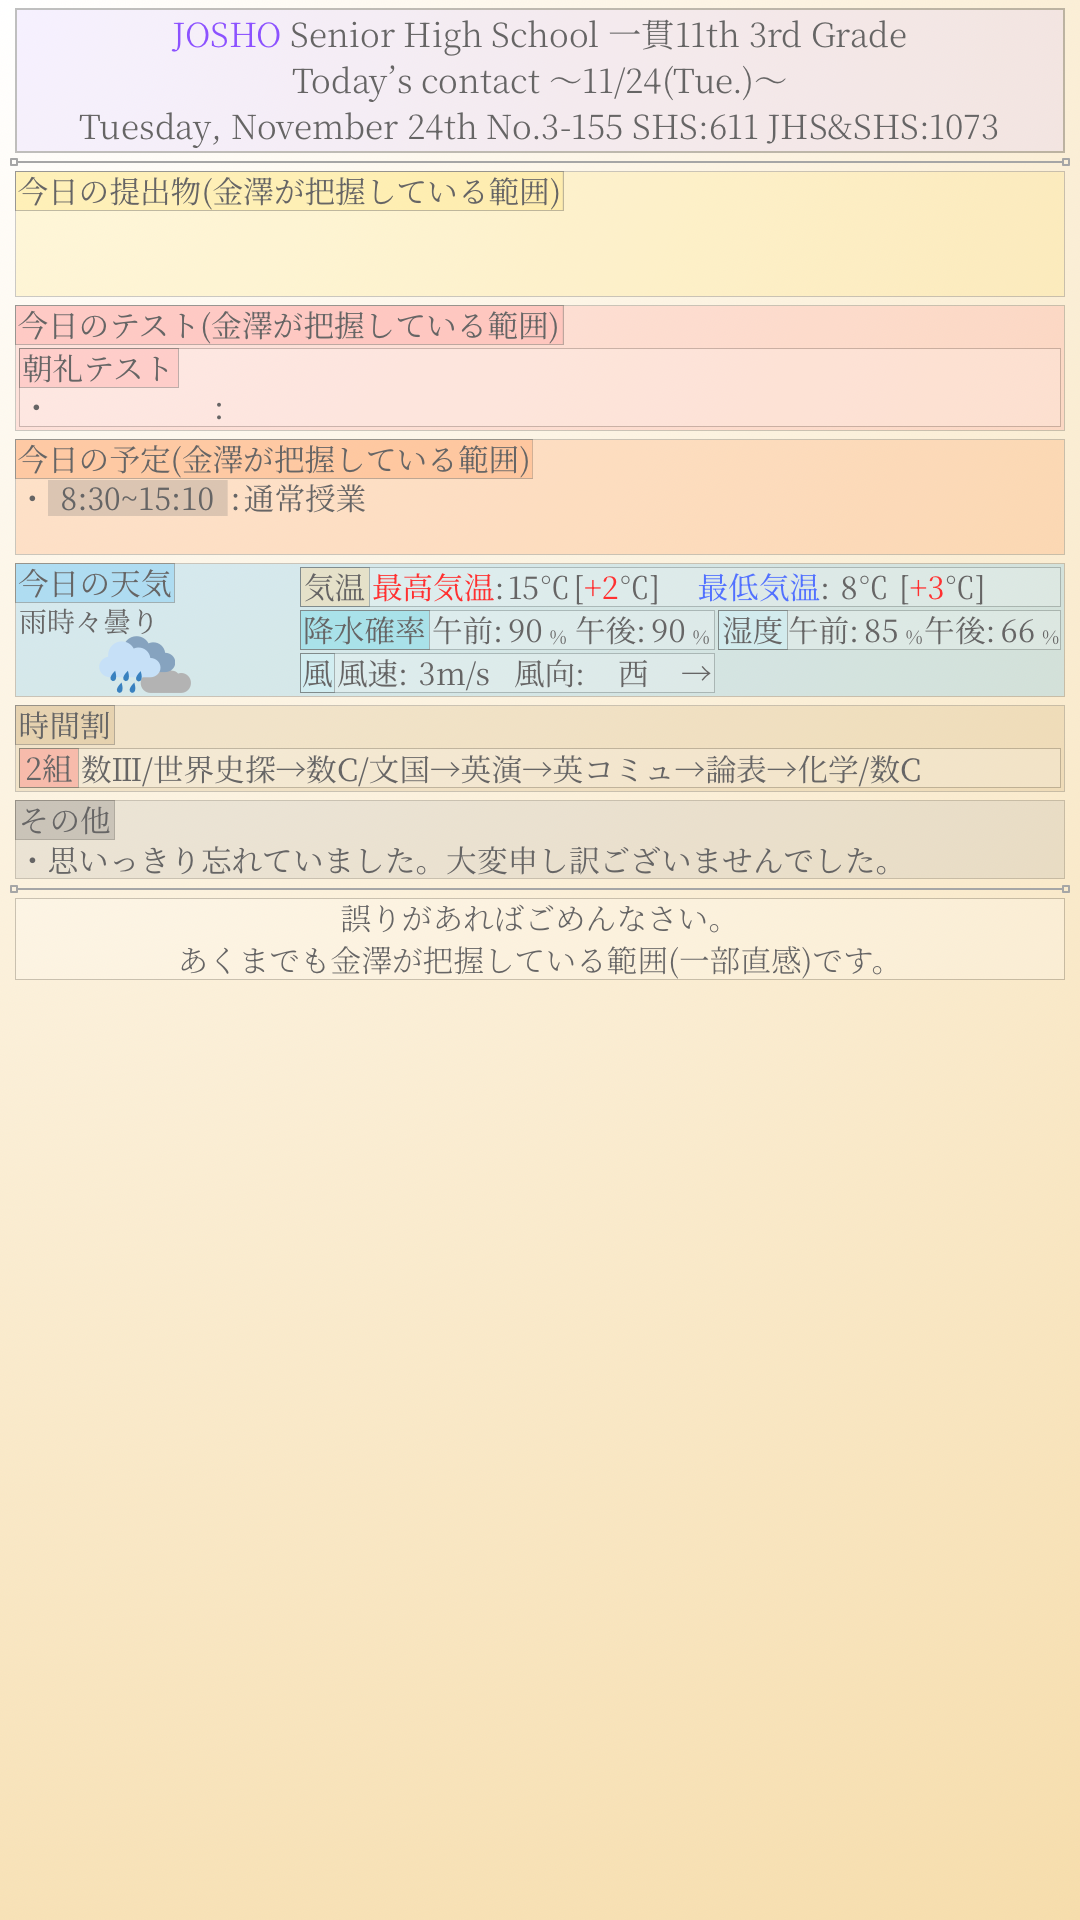 JOSHO Senior High School 一貫11th 3rd Grade
Today's contact ～11/24(Tue.)～
Tuesday, November 24th No.3-155 SHS:611 JHS&SHS:1073
今日の提出物(金澤が把握している範囲)
今日のテスト(金澤が把握している範囲)
朝礼テスト
・ :
今日の予定(金澤が把握している範囲)
・ 8:30~15:10 :通常授業
今日の天気
雨時々曇り
気温 最高気温:15℃[+2℃] 最低気温: 8℃ [+3℃]
降水確率 午前:90 % 午後:90 % 湿度 午前:85 % 午後:66 %
風 風速: 3m/s 風向: 西 →
時間割
2組 数Ⅲ/世界史探→数C/文国→英演→英コミュ→論表→化学/数C
その他
・思いっきり忘れていました。大変申し訳ございませんでした。
誤りがあればごめんなさい。
あくまでも金澤が把握している範囲(一部直感)です。